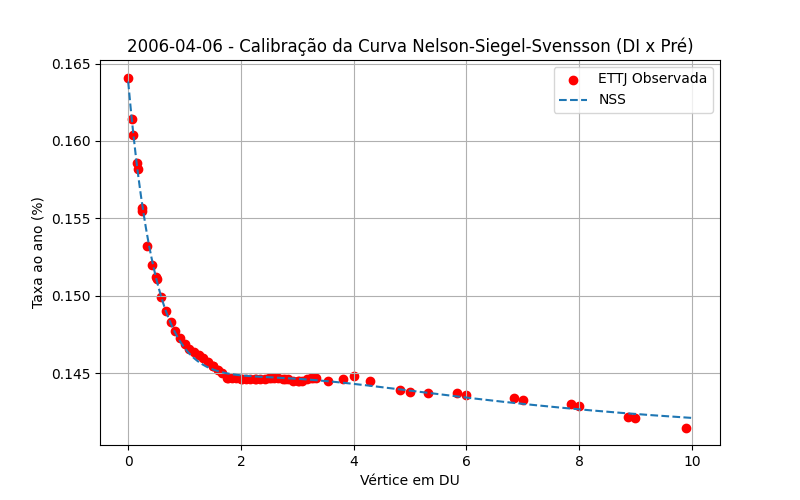 2006-04-06 - Calibração da Curva Nelson-Siegel-Svensson (DI x Pré)
ETTJ Observada
NSS
Taxa ao ano (%)
0.165
0.160
0.155
0.150
0.145
0 2 4 6 8 10
Vértice em DU